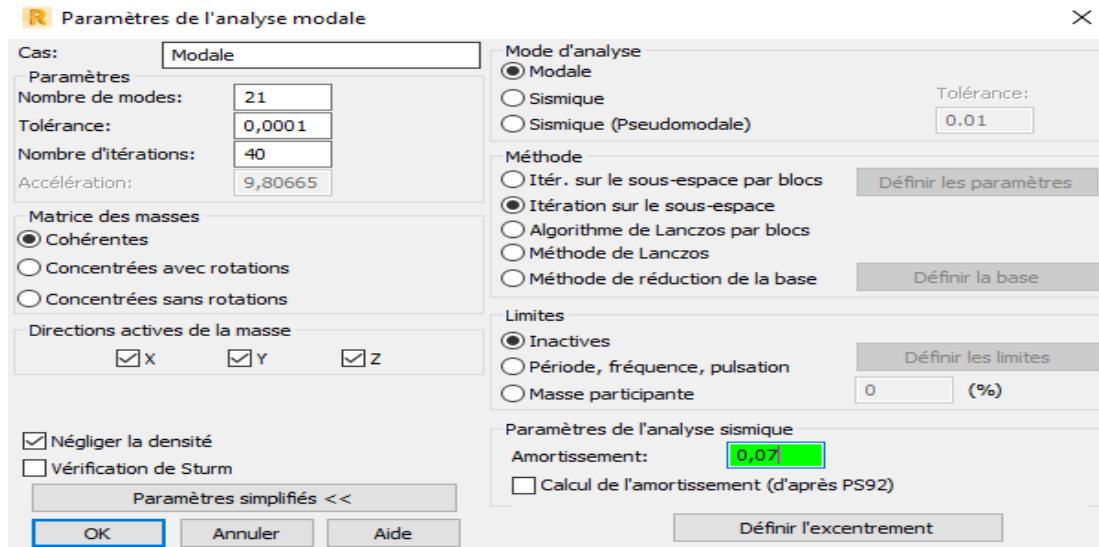 R Paramètres de l'analyse modale
Cas: Modale
Paramètres
Nombre de modes: 21
Tolérance: 0,0001
Nombre d'itérations: 40
Accélération: 9,80665
Matrice des masses
Cohérentes
Concentrées avec rotations
Concentrées sans rotations
Directions actives de la masse
X Y Z
Négliger la densité
Vérification de Sturm
Paramètres simplifiés <<
OK Annuler Aide
Mode d'analyse
Modale
Sismique
Sismique (Pseudomodale)
Tolérance:
0.01
Méthode
Itér. sur le sous-espace par blocs Définir les paramètres
Itération sur le sous-espace
Algorithme de Lanczos par blocs
Méthode de Lanczos
Méthode de réduction de la base Définir la base
Limites
Inactives
Définir les limites
Période, fréquence, pulsation
Masse participante 0 (%)
Paramètres de l'analyse sismique
Amortissement: 0,07
Calcul de l'amortissement (d'après PS92)
Définir l'excentrement